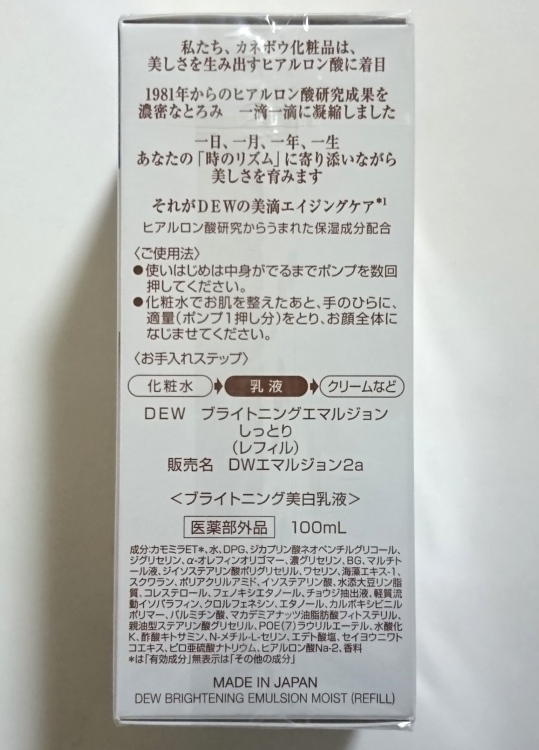 私たち、カネボウ化粧品は、
美しさを生み出すヒアルロン酸に着目
1981年からのヒアルロン酸研究成果を
濃密なとろみ　一滴一滴に凝縮しました
一日、一月、一年、一生
あなたの「時のリズム」に寄り添いながら
美しさを育みます
それがDEWの美滴エイジングケア*1
ヒアルロン酸研究からうまれた保湿成分配合
〈ご使用法〉
●使いはじめは中身がでるまでポンプを数回
押してください。
●化粧水でお肌を整えたあと、手のひらに、
適量(ポンプ1押し分)をとり、お顔全体に
なじませてください。
〈お手入れステップ〉
化粧水 乳液 クリームなど
DEW　ブライトニングエマルジョン
しっとり
(レフィル)
販売名　DWエマルジョン2a
＜ブライトニング美白乳液＞
医薬部外品　100mL
成分:カモミラET*、水、DPG、ジカプリン酸ネオペンチルグリコール、
ジグリセリン、α-オレフィンオリゴマー、濃グリセリン、BG、マルチトー
ル液、ジイソステアリン酸ポリグリセリル、ワセリン、海藻エキス-1、
スクワラン、ポリアクリルアミド、イソステアリン酸、水添大豆リン脂
質、コレステロール、フェノキシエタノール、チョウジ抽出液、軽質流
動イソパラフィン、クロルフェネシン、エタノール、カルボキシビニル
ポリマー、パルミチン酸、マカデミアナッツ油脂肪酸フィトステリル、
親油型ステアリン酸グリセリル、POE(7)ラウリルエーテル、水酸化
K、酢酸キトサミン、N-メチル-L-セリン、エデト酸塩、セイヨウニワト
コエキス、ピロ亜硫酸ナトリウム、ヒアルロン酸Na-2、香料
*は「有効成分」無表示は「その他の成分」
MADE IN JAPAN
DEW BRIGHTENING EMULSION MOIST (REFILL)